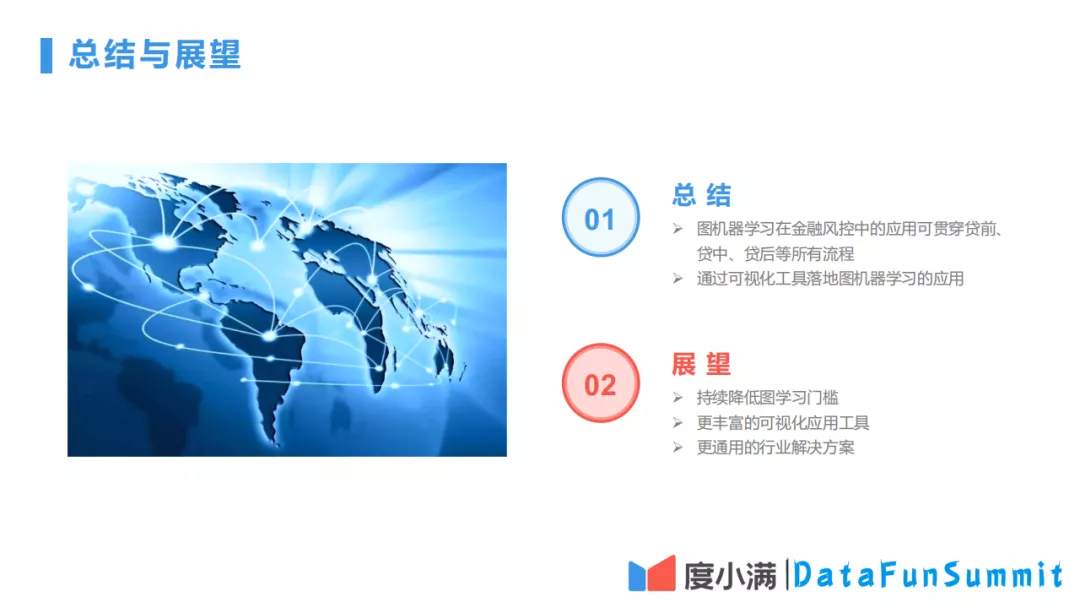 总结与展望
01
总 结
➢ 图机器学习在金融风控中的应用可贯穿贷前、
贷中、贷后等所有流程
➢ 通过可视化工具落地图机器学习的应用
02
展 望
➢ 持续降低图学习门槛
➢ 更丰富的可视化应用工具
➢ 更通用的行业解决方案
度小满|DataFunSummit